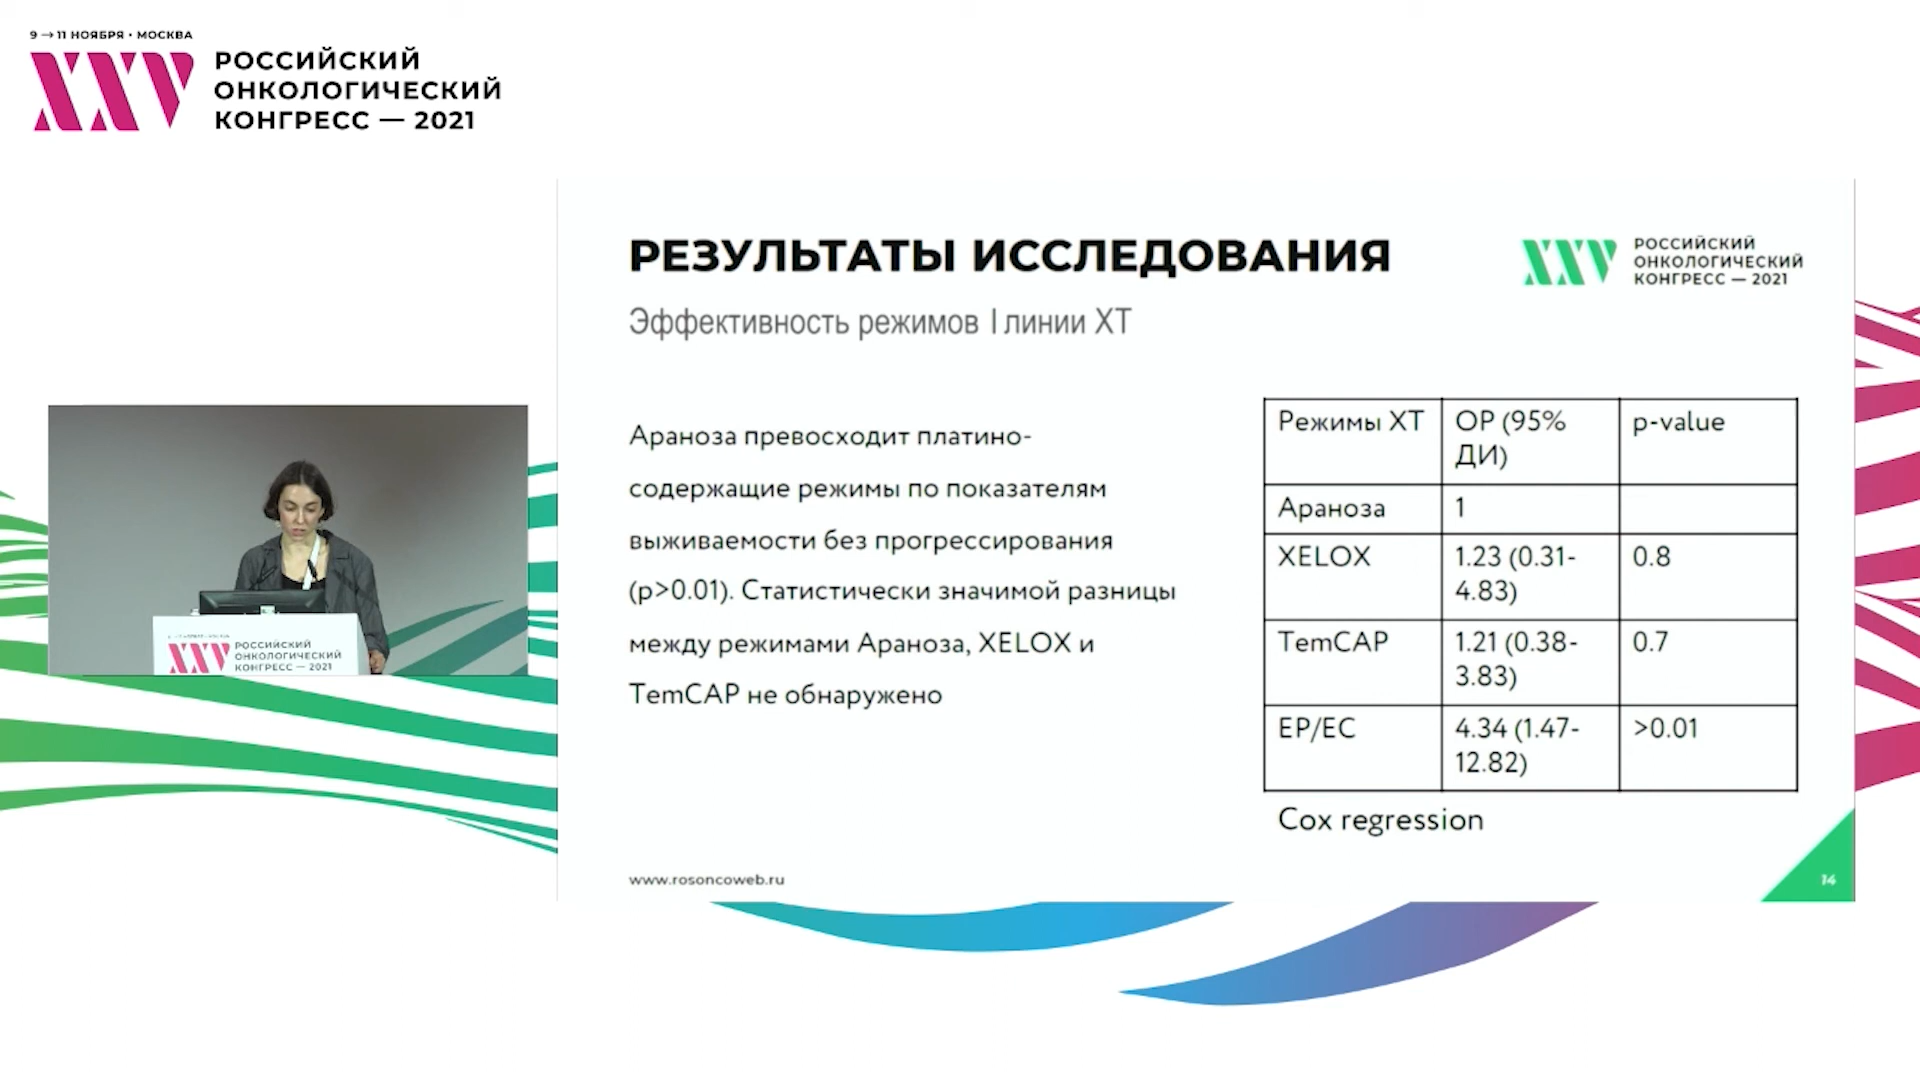 9 → 11 НОЯБРЯ • МОСКВА
XXV
РОССИЙСКИЙ
ОНКОЛОГИЧЕСКИЙ
КОНГРЕСС — 2021
РЕЗУЛЬТАТЫ ИССЛЕДОВАНИЯ
XXV
РОССИЙСКИЙ
ОНКОЛОГИЧЕСКИЙ
КОНГРЕСС — 2021
Эффективность режимов I линии ХТ
Араноза превосходит платино-
содержащие режимы по показателям
выживаемости без прогрессирования
(p>0.01). Статистически значимой разницы
между режимами Араноза, XELOX и
TemCAP не обнаружено
Режимы ХТ
ОР (95%
ДИ)
p-value
Араноза
1
XELOX
1.23 (0.31-
4.83)
0.8
TemCAP
1.21 (0.38-
3.83)
0.7
EP/EC
4.34 (1.47-
12.82)
>0.01
Cox regression
www.rosoncoweb.ru
14
XXV
РОССИЙСКИЙ
ОНКОЛОГИЧЕСКИЙ
КОНГРЕСС — 2021